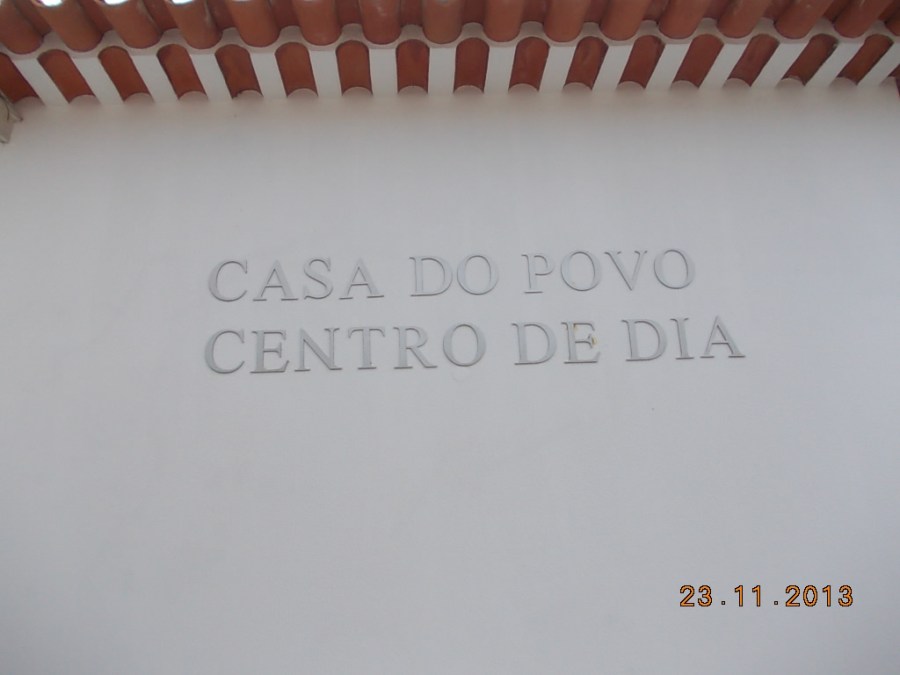 CASA DO POVO
CENTRO DE DIA
23.11.2013